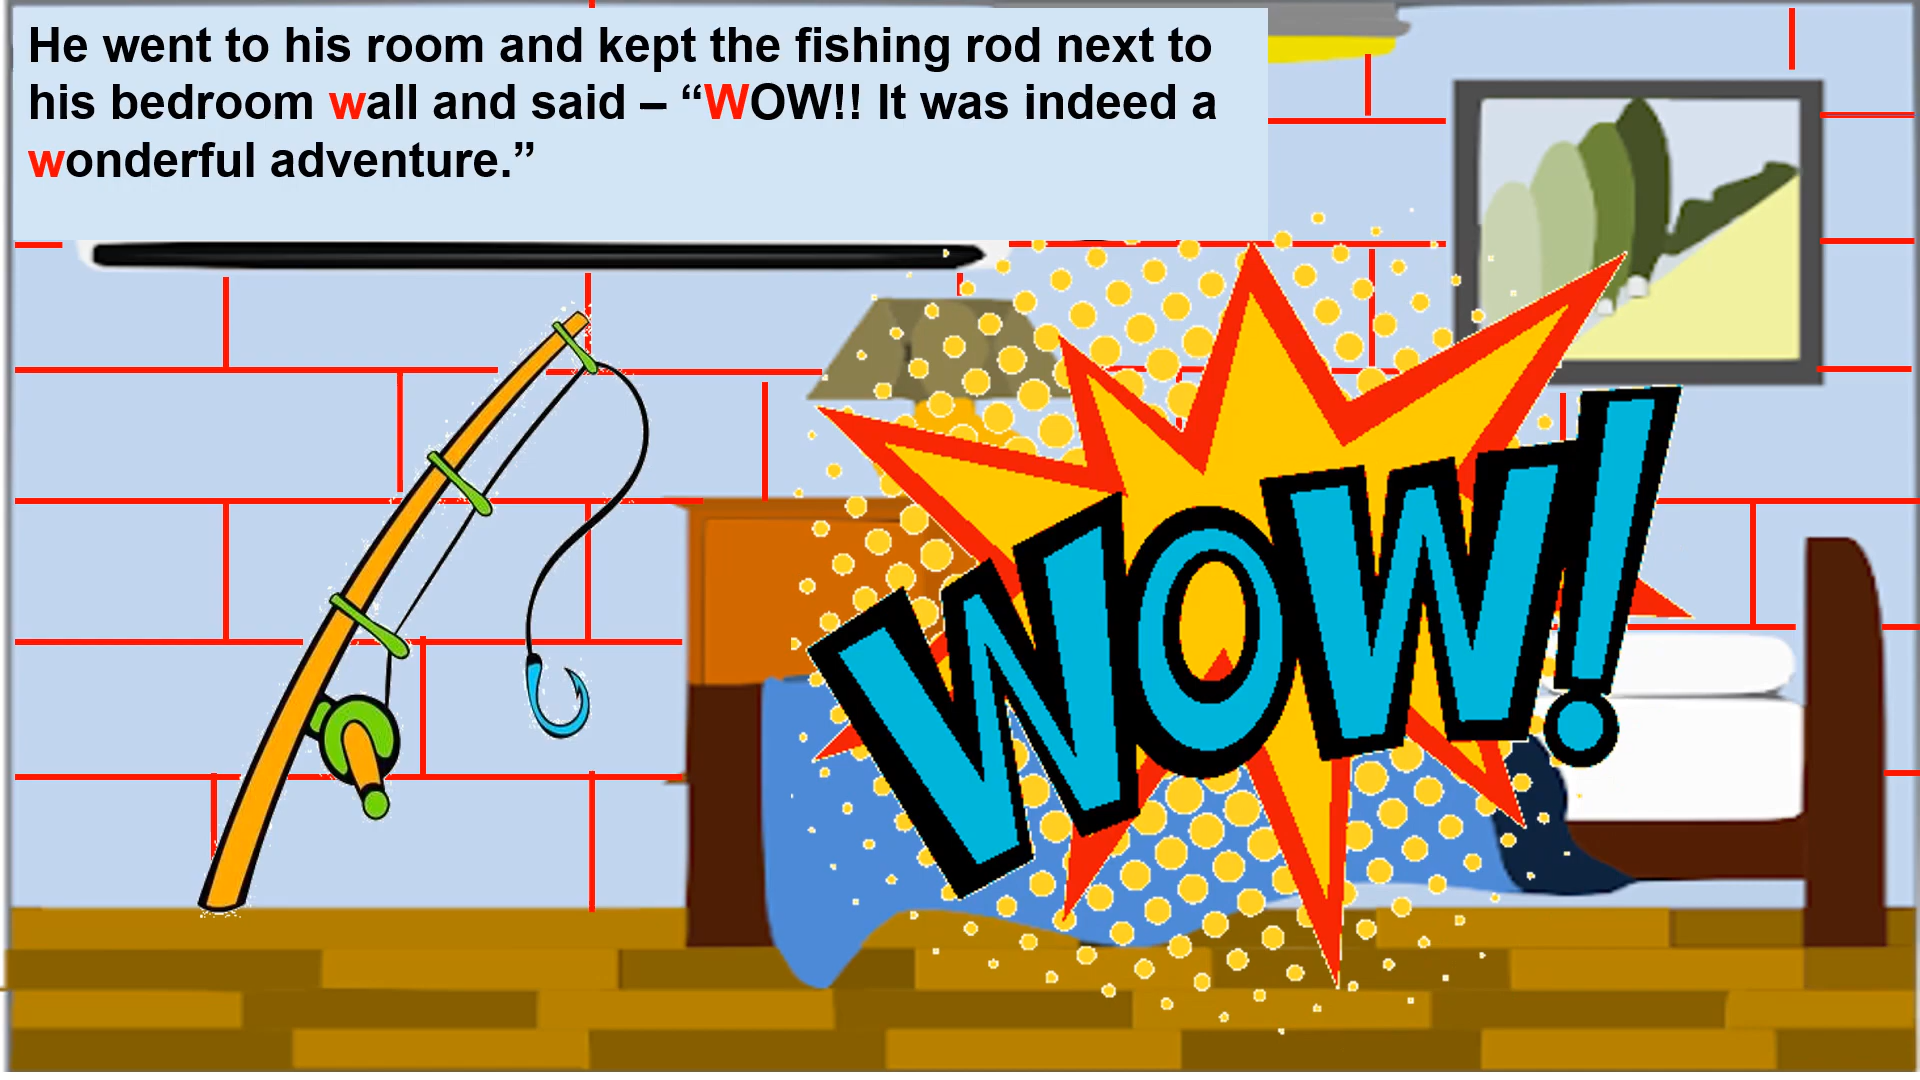 He went to his room and kept the fishing rod next to
his bedroom wall and said – “WOW!! It was indeed a
wonderful adventure.”
WOW!